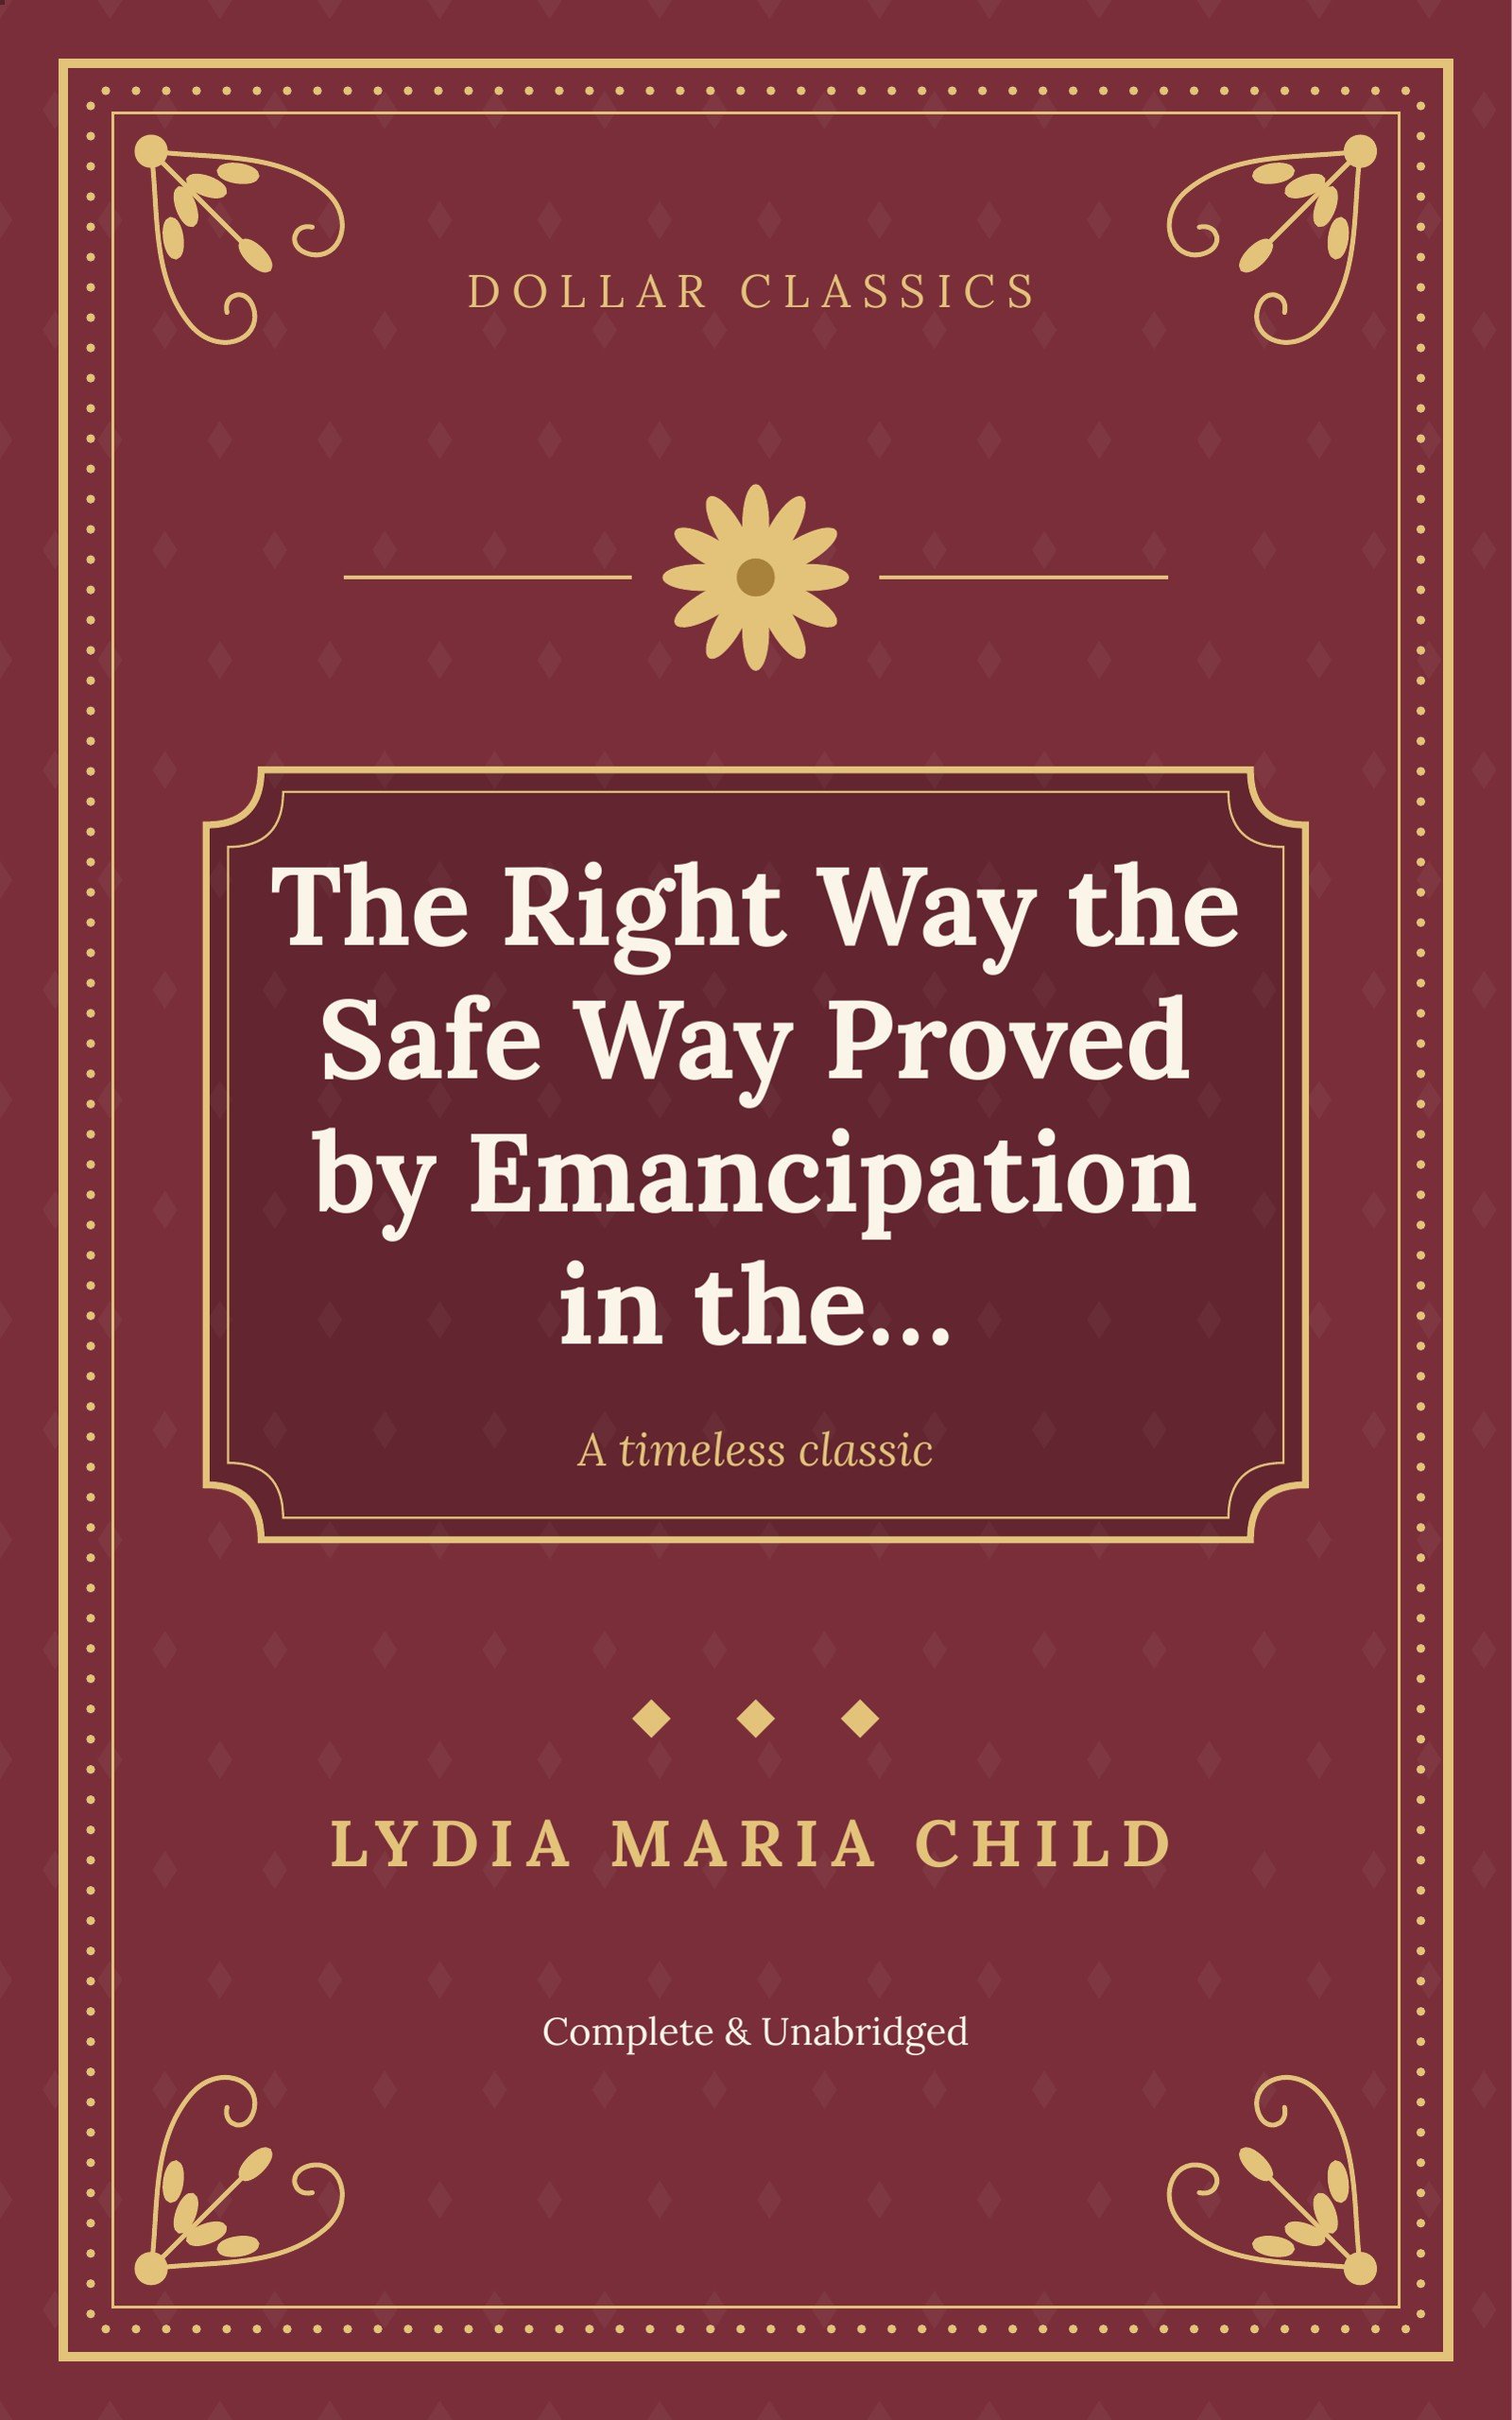 DOLLAR CLASSICS
The Right Way the
Safe Way Proved
by Emancipation
in the...
A timeless classic
LYDIA MARIA CHILD
Complete & Unabridged